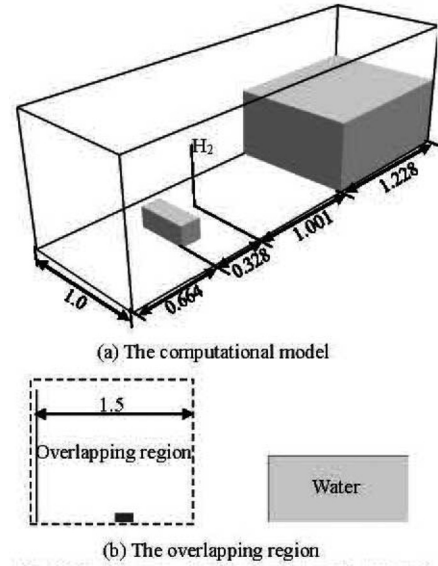 H2
1.0
0.664
0.328
1.001
1.228
(a) The computational model
1.5
Overlapping region
Water
(b) The overlapping region